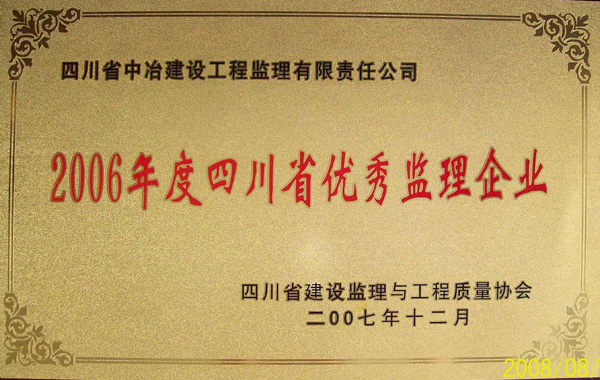 四川省中冶建设工程监理有限责任公司
2006年度四川省优秀监理企业
四川省建设监理与工程质量协会
二00七年十二月
2008/08/